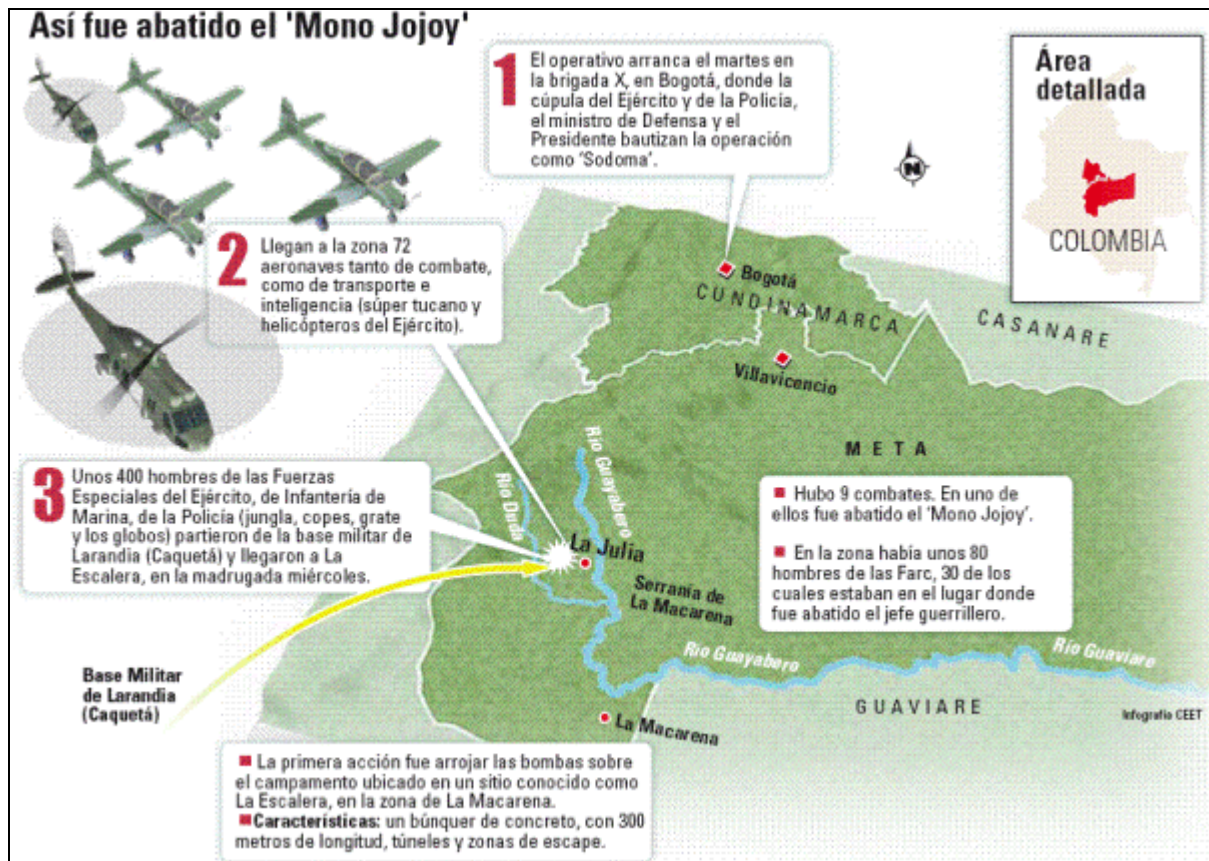 Así fue abatido el 'Mono Jojoy'
1
El operativo arranca el martes en
la brigada X, en Bogotá, donde la
cúpula del Ejército y de la Policía,
el ministro de Defensa y el
Presidente bautizan la operación
como 'Sodoma'.
Área
detallada
COLOMBIA
N
2
Llegan a la zona 72
aeronaves tanto de combate,
como de transporte e
inteligencia (súper tucano y
helicópteros del Ejército).
Bogotá
CUNDINAMARCA
CASANARE
Villavicencio
META
3
Unos 400 hombres de las Fuerzas
Especiales del Ejército, de Infantería de
Marina, de la Policía (jungla, copes, grate
y los globos) partieron de la base militar de
Larandia (Caquetá) y llegaron a La
Escalera, en la madrugada miércoles.
Río Duda
Río Guayabero
La Julia
Serranía de
La Macarena
■ Hubo 9 combates. En uno de
ellos fue abatido el 'Mono Jojoy'.
■ En la zona había unos 80
hombres de las Farc, 30 de los
cuales estaban en el lugar donde
fue abatido el jefe guerrillero.
Río Guayabero
Río Guaviare
Base Militar
de Larandia
(Caquetá)
GUAVIARE
La Macarena
Infografía CEET
■ La primera acción fue arrojar las bombas sobre
el campamento ubicado en un sitio conocido como
La Escalera, en la zona de La Macarena.
■ Características: un búnquer de concreto, con 300
metros de longitud, túneles y zonas de escape.